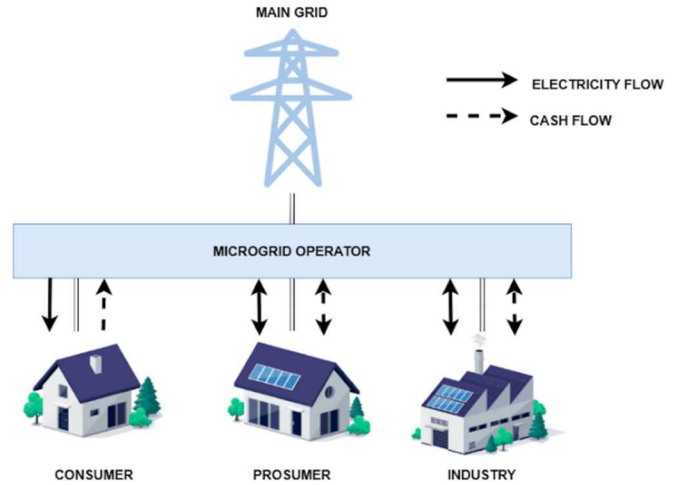 MAIN GRID
ELECTRICITY FLOW
CASH FLOW
MICROGRID OPERATOR
CONSUMER
PROSUMER
INDUSTRY